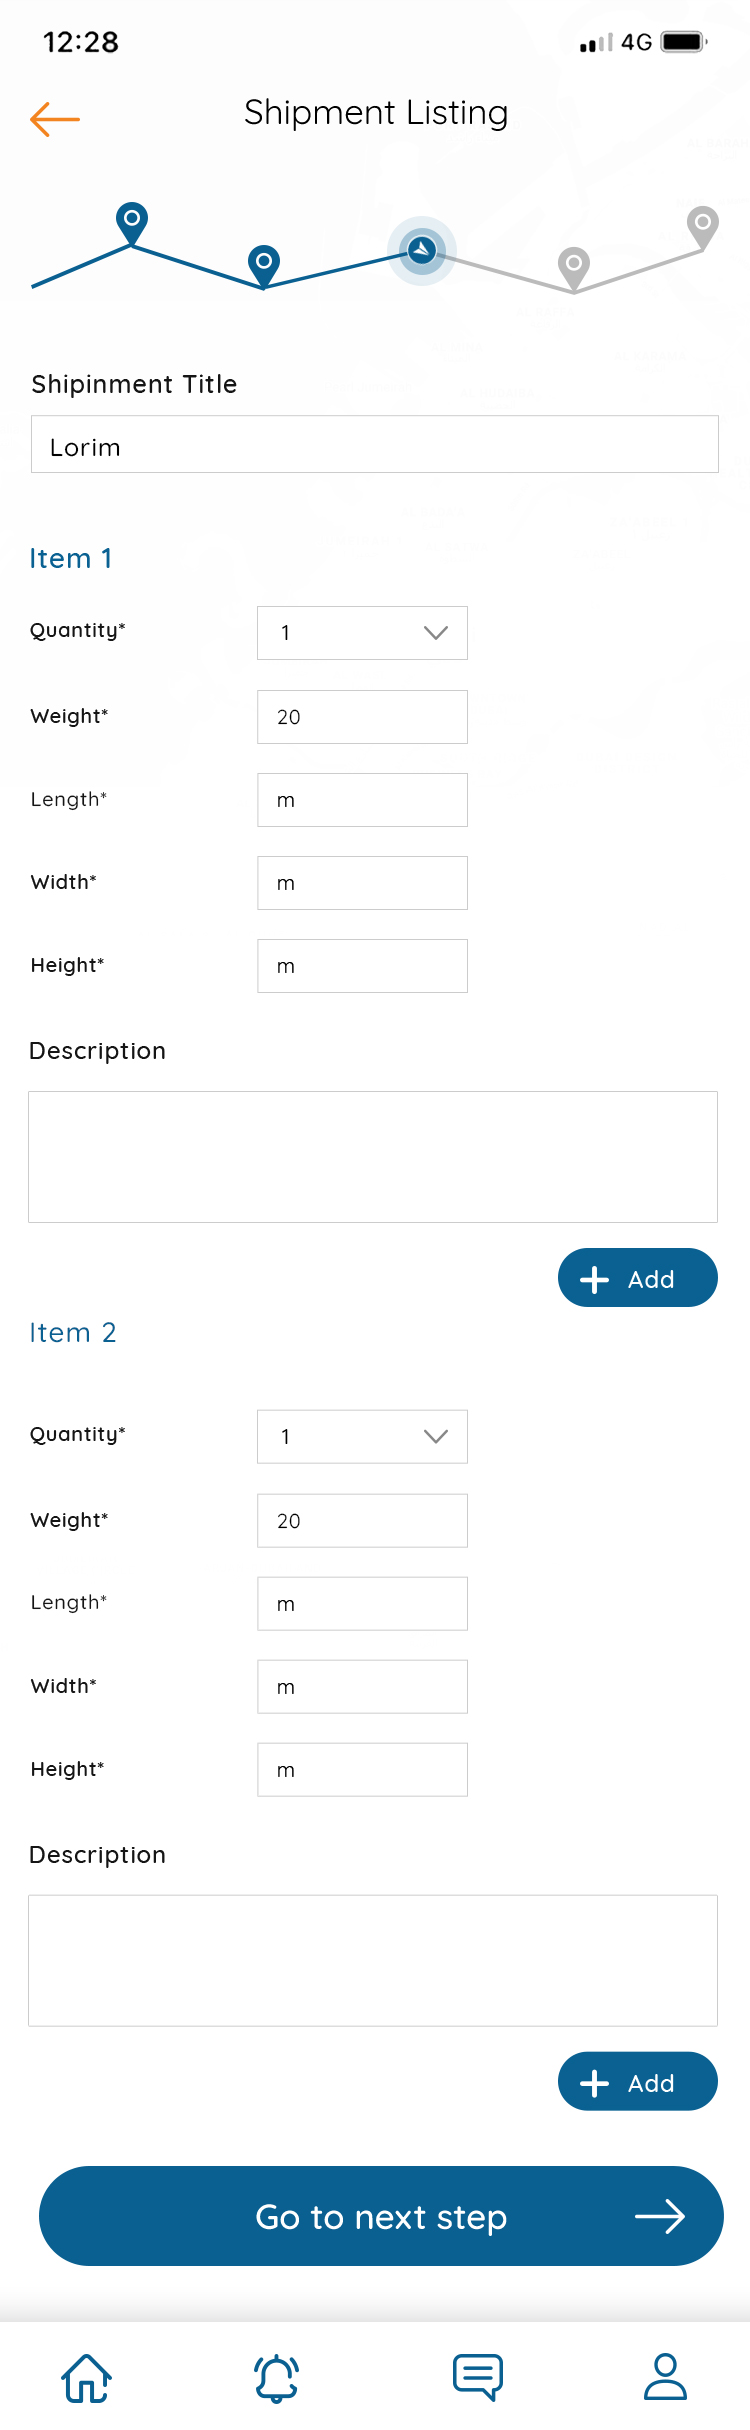 12:28
4G
Shipment Listing
Shipinment Title
Lorim
Item 1
Quantity*
1
Weight*
20
Length*
m
Width*
m
Height*
m
Description
Add
Item 2
Quantity*
1
Weight*
20
Length*
m
Width*
m
Height*
m
Description
Add
Go to next step